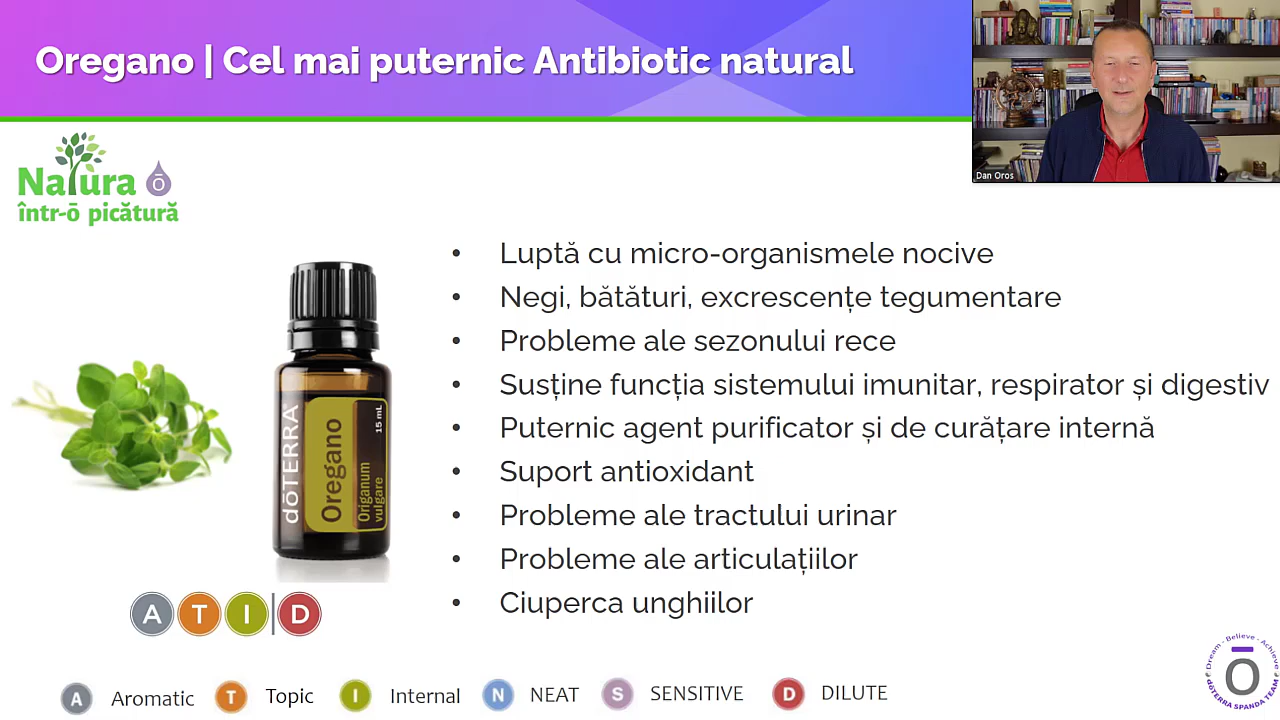 Oregano | Cel mai puternic Antibiotic natural
Dan Oros
Natura ō
într-ō picătură
• Luptă cu micro-organismele nocive
• Negi, bătături, excrescențe tegumentare
• Probleme ale sezonului rece
• Susține funcția sistemului imunitar, respirator și digestiv
• Puternic agent purificator și de curățare internă
• Suport antioxidant
• Probleme ale tractului urinar
• Probleme ale articulațiilor
• Ciuperca unghiilor
dōTERRA
Oregano
Origanum
vulgare
15 mL
A T I | D
A Aromatic T Topic I Internal N NEAT S SENSITIVE D DILUTE
Dream - Believe - Achieve
ō
dōTERRA SPANDA TEAM